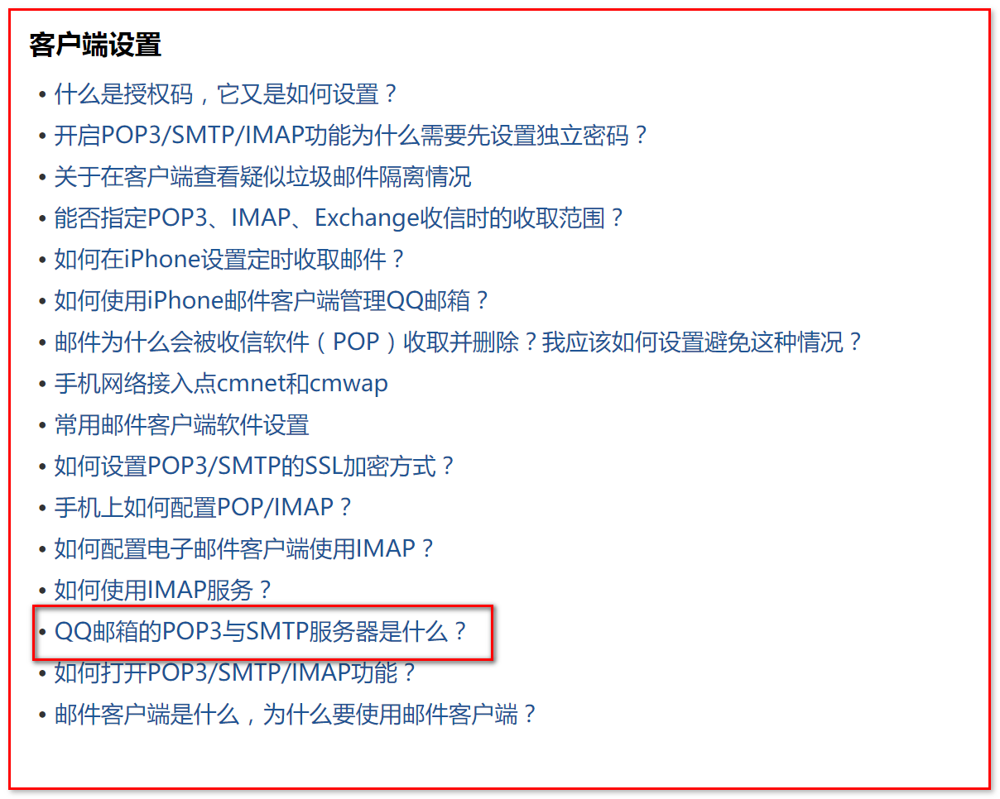 客户端设置
• 什么是授权码，它又是如何设置？
• 开启POP3/SMTP/IMAP功能为什么需要先设置独立密码？
• 关于在客户端查看疑似垃圾邮件隔离情况
• 能否指定POP3、IMAP、Exchange收信时的收取范围？
• 如何在iPhone设置定时收取邮件？
• 如何使用iPhone邮件客户端管理QQ邮箱？
• 邮件为什么会被收信软件（POP）收取并删除？我应该如何设置避免这种情况？
• 手机网络接入点cmnet和cmwap
• 常用邮件客户端软件设置
• 如何设置POP3/SMTP的SSL加密方式？
• 手机上如何配置POP/IMAP？
• 如何配置电子邮件客户端使用IMAP？
• 如何使用IMAP服务？
• QQ邮箱的POP3与SMTP服务器是什么？
• 如何打开POP3/SMTP/IMAP功能？
• 邮件客户端是什么，为什么要使用邮件客户端？